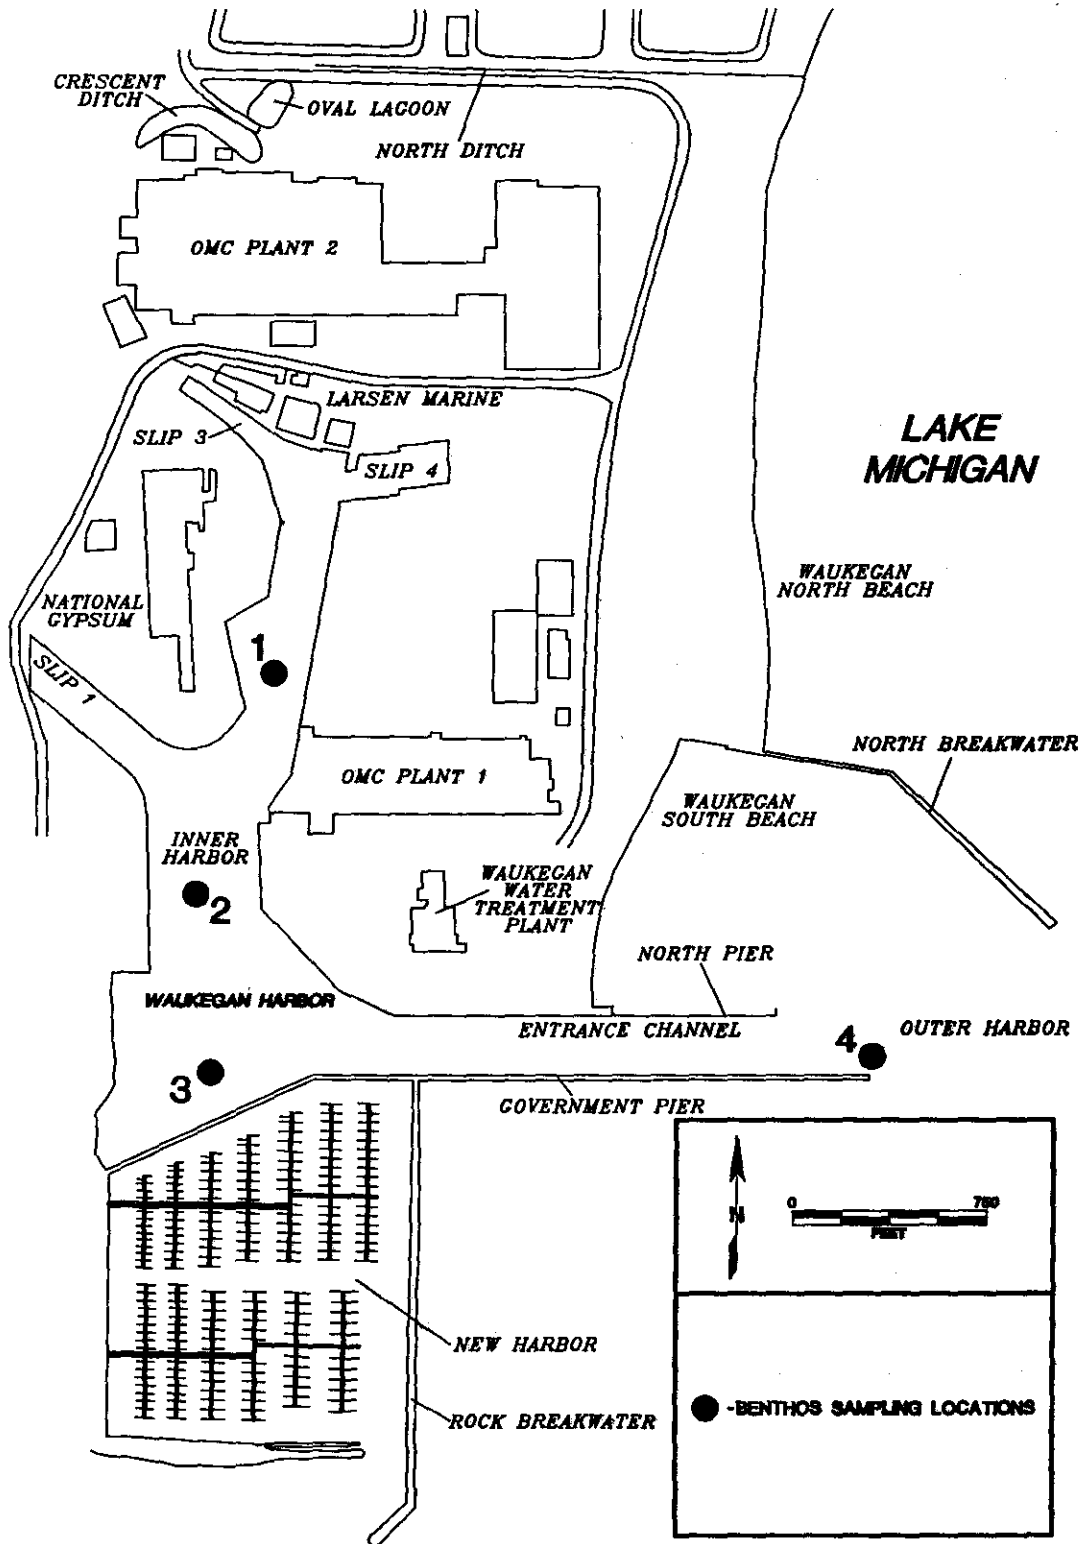 CRESCENT
DITCH
OVAL LAGOON
NORTH DITCH
OMC PLANT 2
LARSEN MARINE
SLIP 3
SLIP 4
LAKE
MICHIGAN
WAUKEGAN
NORTH BEACH
NATIONAL
GYPSUM
1
SLIP 1
NORTH BREAKWATER
OMC PLANT 1
WAUKEGAN
SOUTH BEACH
INNER
HARBOR
2
WAUKEGAN
WATER
TREATMENT
PLANT
NORTH PIER
WAUKEGAN HARBOR
ENTRANCE CHANNEL
4
OUTER HARBOR
3
GOVERNMENT PIER
N
0 750
FEET
NEW HARBOR
ROCK BREAKWATER
-BENTHOS SAMPLING LOCATIONS